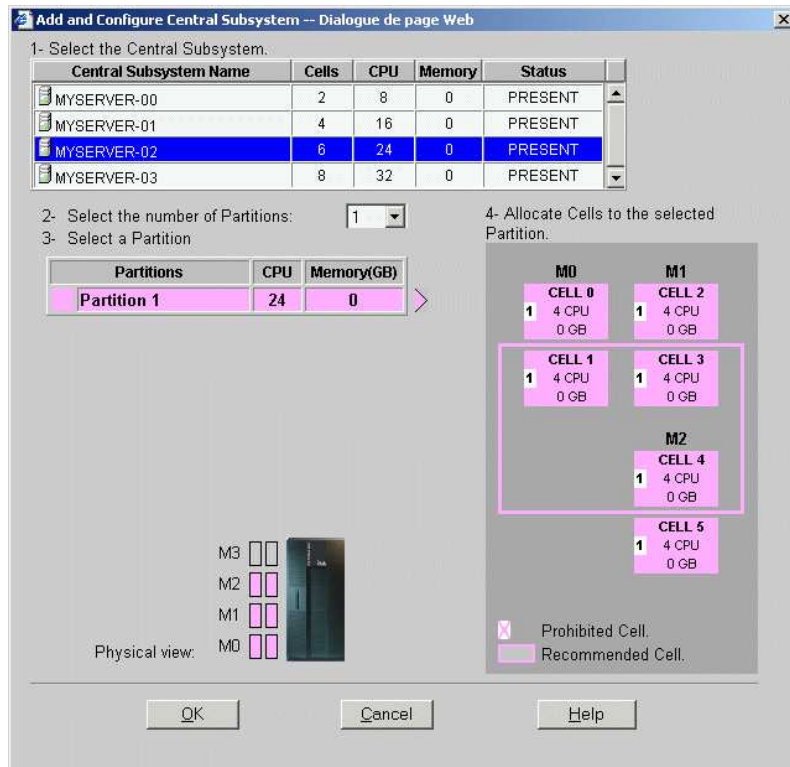 Add and Configure Central Subsystem -- Dialogue de page Web
1- Select the Central Subsystem.
Central Subsystem Name Cells CPU Memory Status
MYSERVER-00 2 8 0 PRESENT
MYSERVER-01 4 16 0 PRESENT
MYSERVER-02 6 24 0 PRESENT
MYSERVER-03 8 32 0 PRESENT
2- Select the number of Partitions: 1
3- Select a Partition
Partitions CPU Memory(GB)
Partition 1 24 0
4- Allocate Cells to the selected
Partition.
M0 M1
CELL 0 CELL 2
1 4 CPU 1 4 CPU
0 GB 0 GB
CELL 1 CELL 3
1 4 CPU 1 4 CPU
0 GB 0 GB
M2
CELL 4
1 4 CPU
0 GB
CELL 5
1 4 CPU
0 GB
Prohibited Cell.
Recommended Cell.
M3
M2
M1
Physical view: M0
OK Cancel Help